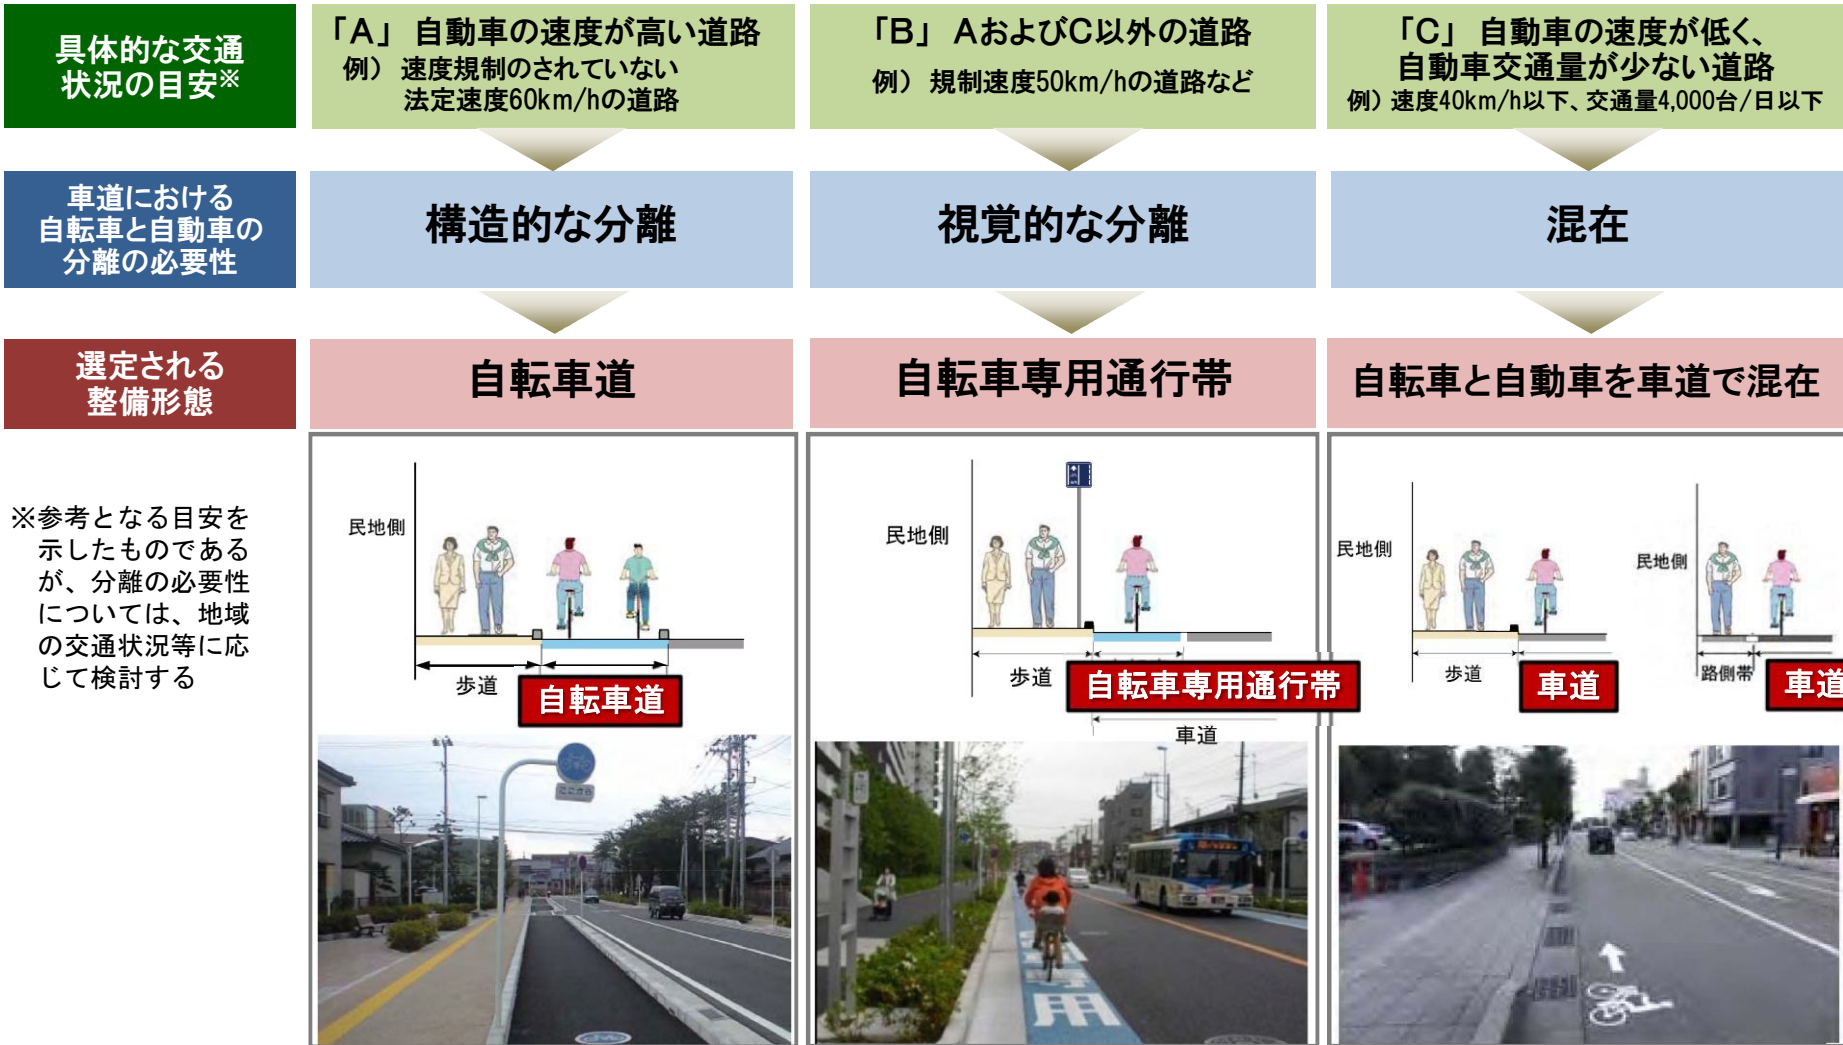 具体的な交通
状況の目安※
「A」 自動車の速度が高い道路
例） 速度規制のされていない
法定速度60km/hの道路
「B」 AおよびC以外の道路
例） 規制速度50km/hの道路など
「C」 自動車の速度が低く、
自動車交通量が少ない道路
例） 速度40km/h以下、交通量4,000台/日以下
車道における
自転車と自動車の
分離の必要性
構造的な分離
視覚的な分離
混在
選定される
整備形態
自転車道
自転車専用通行帯
自転車と自動車を車道で混在
※参考となる目安を
示したものである
が、分離の必要性
については、地域
の交通状況等に応
じて検討する
民地側
歩道
自転車道
民地側
歩道
自転車専用通行帯
車道
民地側
歩道
車道
民地側
路側帯
車道
ここから
専用